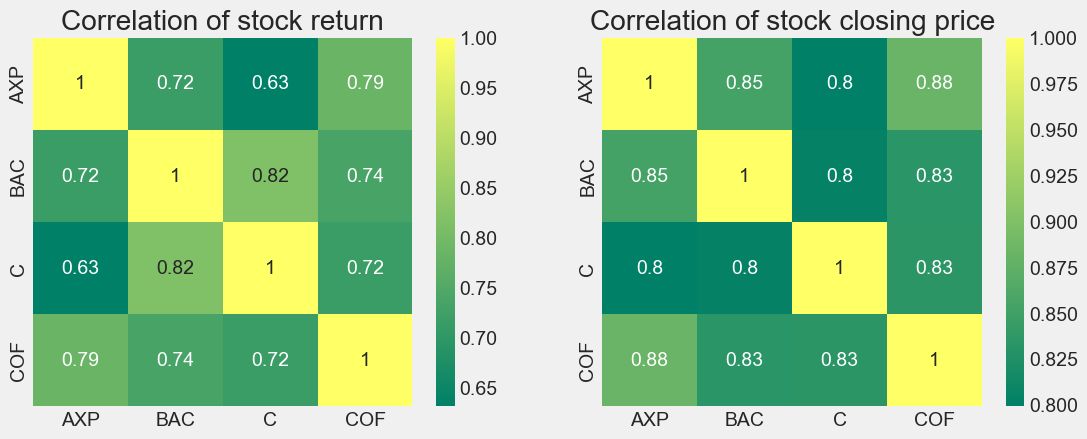 Correlation of stock return
AXP 1 0.72 0.63 0.79
BAC 0.72 1 0.82 0.74
C 0.63 0.82 1 0.72
COF 0.79 0.74 0.72 1
AXP BAC C COF
1.00
0.95
0.90
0.85
0.80
0.75
0.70
0.65
Correlation of stock closing price
AXP 1 0.85 0.8 0.88
BAC 0.85 1 0.8 0.83
C 0.8 0.8 1 0.83
COF 0.88 0.83 0.83 1
AXP BAC C COF
1.000
0.975
0.950
0.925
0.900
0.875
0.850
0.825
0.800